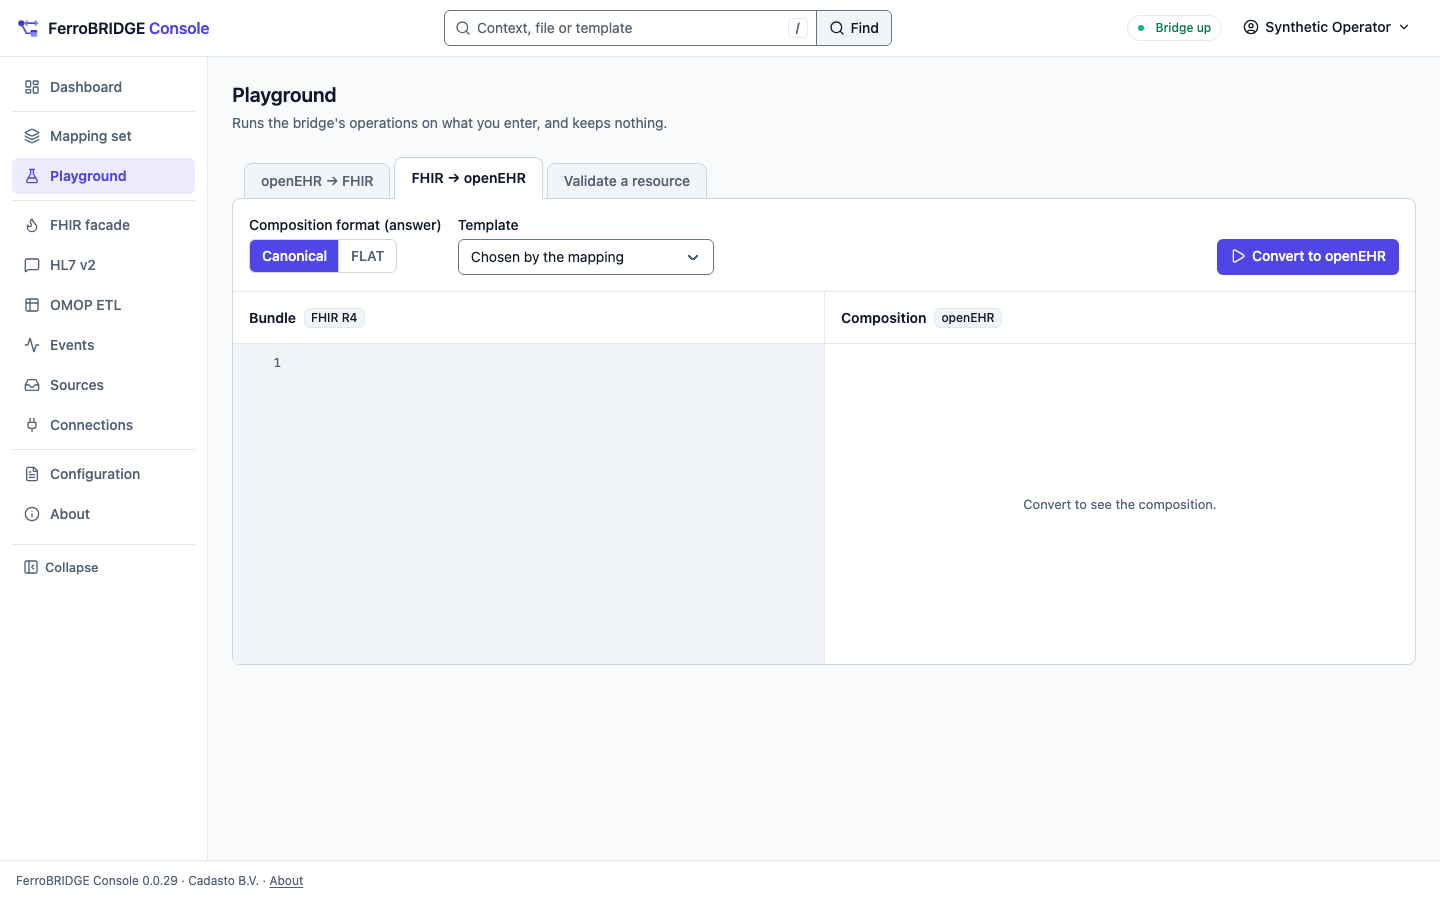 FerroBRIDGE Console
Context, file or template
/
Find
Bridge up
Synthetic Operator
Dashboard
Mapping set
Playground
FHIR facade
HL7 v2
OMOP ETL
Events
Sources
Connections
Configuration
About
Collapse
Playground
Runs the bridge's operations on what you enter, and keeps nothing.
openEHR → FHIR
FHIR → openEHR
Validate a resource
Composition format (answer)
Template
Canonical
FLAT
Chosen by the mapping
Convert to openEHR
Bundle FHIR R4
Composition openEHR
1
Convert to see the composition.
FerroBRIDGE Console 0.0.29 · Cadasto B.V. · About